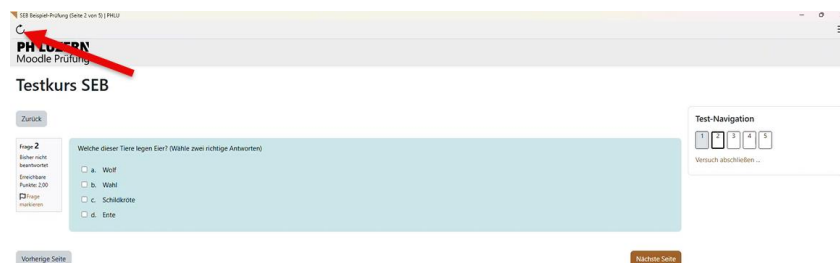 SEB Beispiel-Prüfung (Seite 2 von 5) | PHLU
PH LUZERN
Moodle Prüfung
Testkurs SEB
Zurück
Frage 2
Bisher nicht
beantwortet
Erreichbare
Punkte: 2,00
Frage
markieren
Welche dieser Tiere legen Eier? (Wähle zwei richtige Antworten)
a. Wolf
b. Wahl
c. Schildkröte
d. Ente
Vorherige Seite
Nächste Seite
Test-Navigation
1 2 3 4 5
Versuch abschließen ...